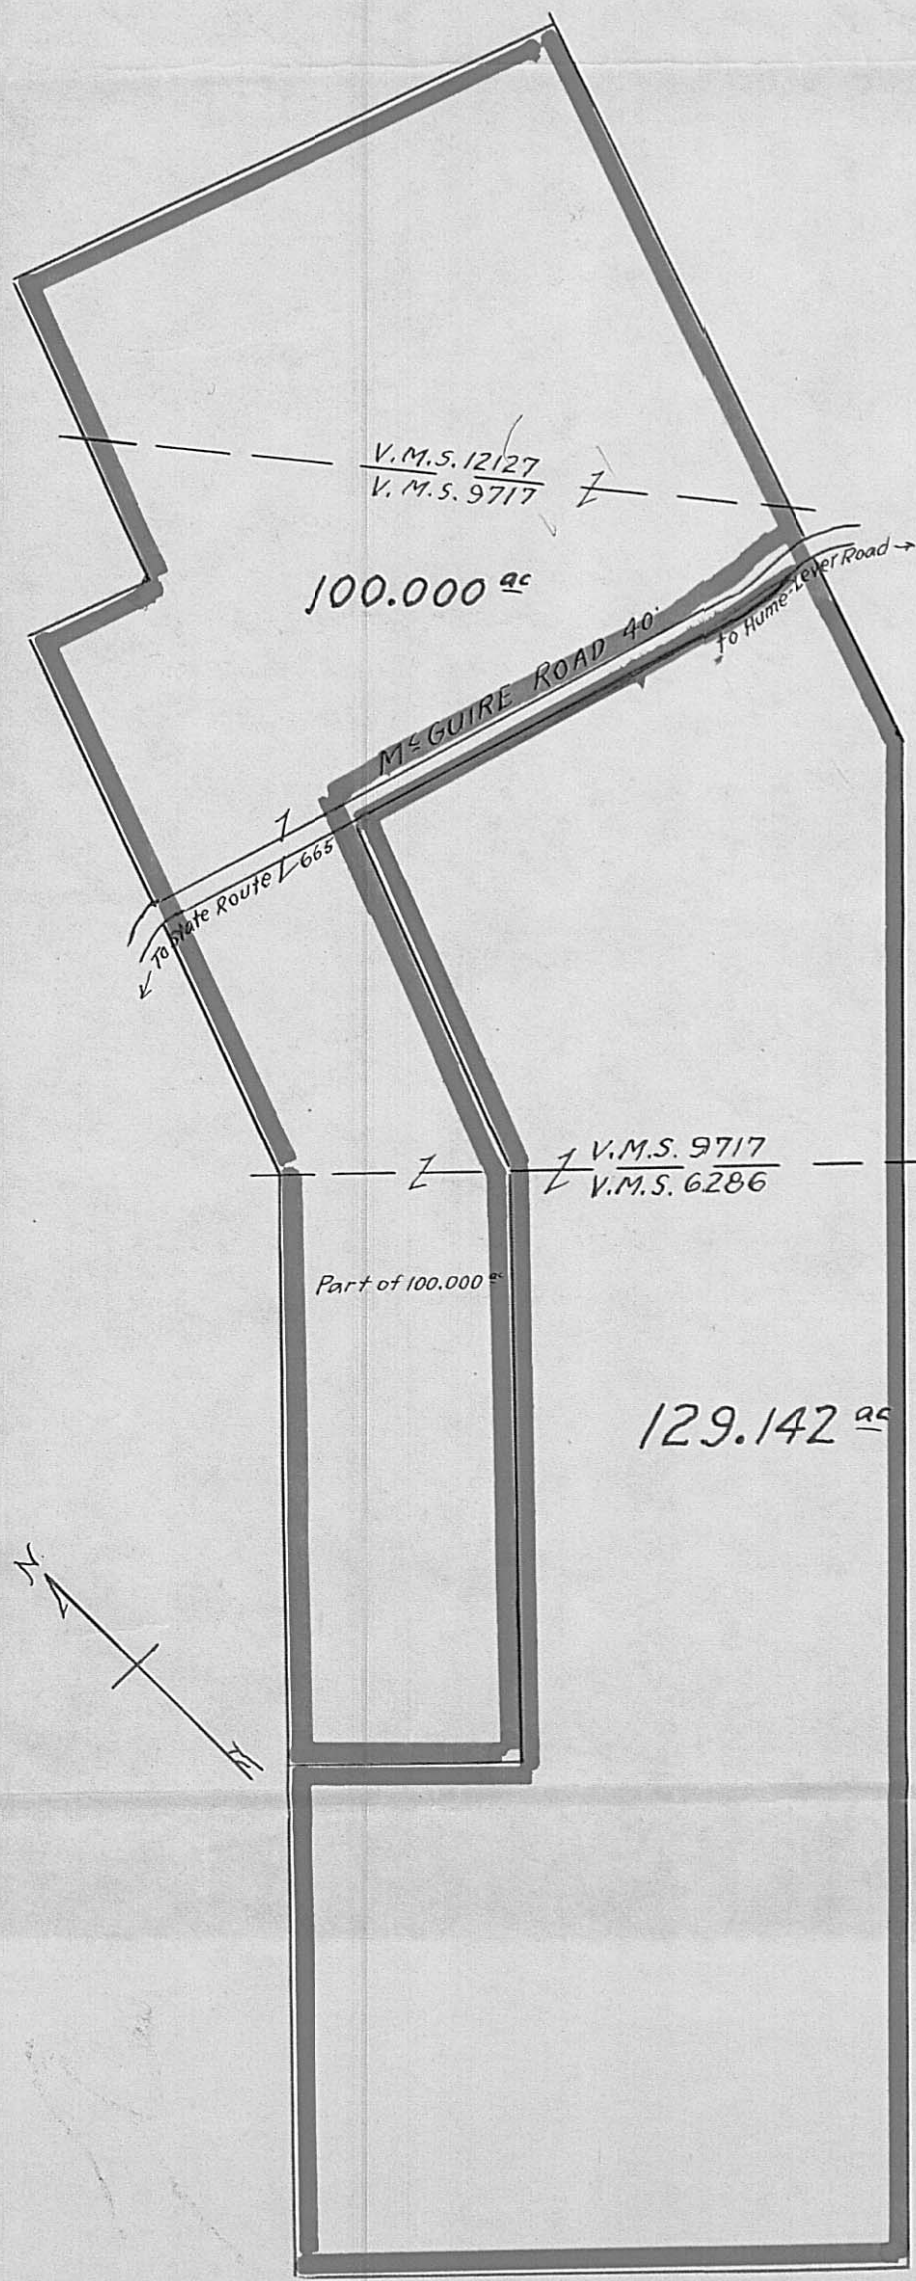 V.M.S. 12127
V.M.S. 9717
100.000 ac
McGUIRE ROAD 40'
to Hume-Lever Road →
To State Route 665
V.M.S. 9717
V.M.S. 6286
Part of 100.000 ac
129.142 ac
N